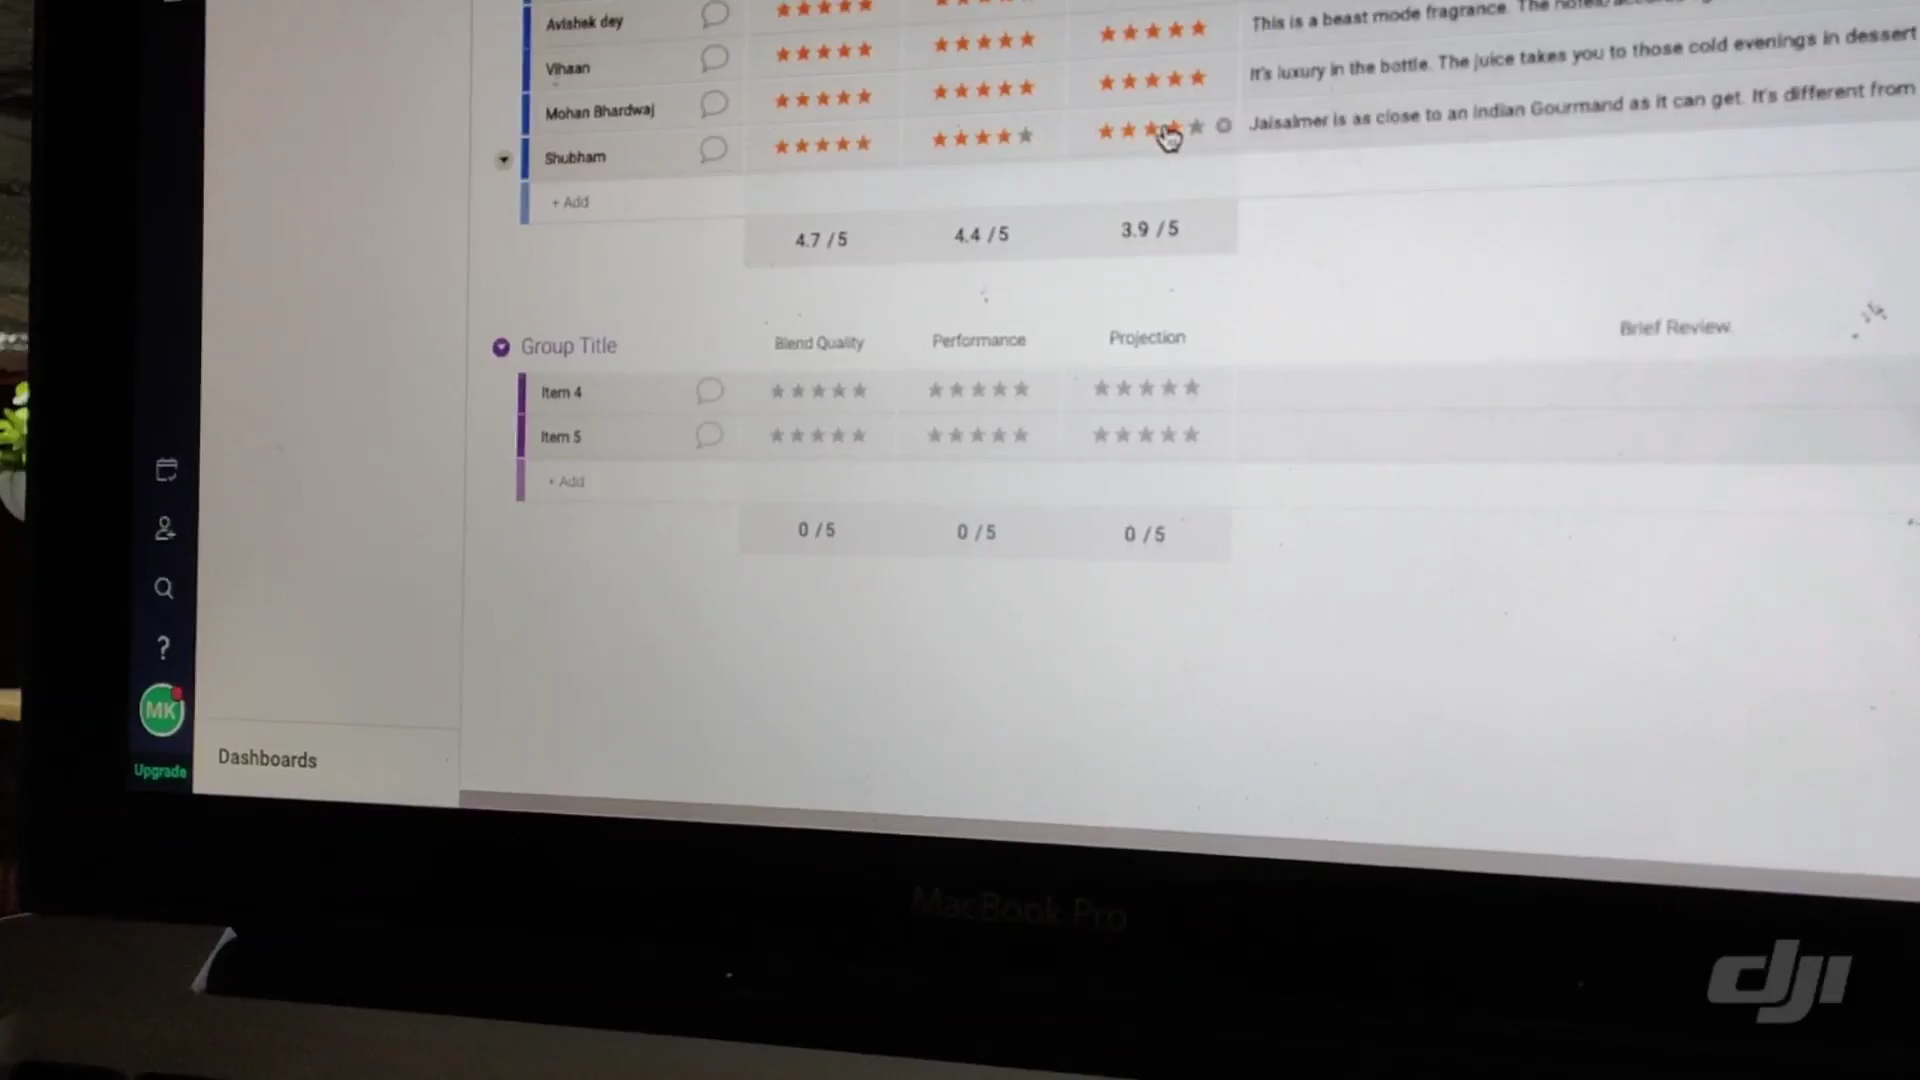 Avishek dey
This is a beast mode fragrance. The notes,
Vihaan
It's luxury in the bottle. The juice takes you to those cold evenings in dessert
Mohan Bhardwaj
Jaisalmer is as close to an Indian Gourmand as it can get. It's different from
Shubham
+ Add
4.7 / 5 4.4 / 5 3.9 / 5
Group Title Blend Quality Performance Projection Brief Review
Item 4
Item 5
+ Add
0 / 5 0 / 5 0 / 5
?
MK
Upgrade
Dashboards
MacBook Pro
dji